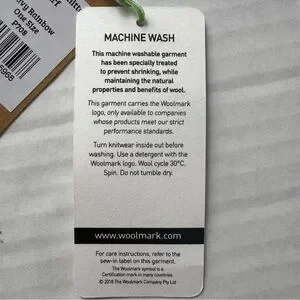 Rainbow
One Size
P708
MACHINE WASH
This machine washable garment
has been specially treated
to prevent shrinking, while
maintaining the natural
properties and benefits of wool.
This garment carries the Woolmark
logo, only available to companies
whose products meet our strict
performance standards.
Turn knitwear inside out before
washing. Use a detergent with the
Woolmark logo. Wool cycle 30°C.
Spin. Do not tumble dry.
www.woolmark.com
For care instructions, refer to the
sew-in label on this garment.
The Woolmark symbol is a
Certification mark in many countries.
© 2018 The Woolmark Company Pty Ltd